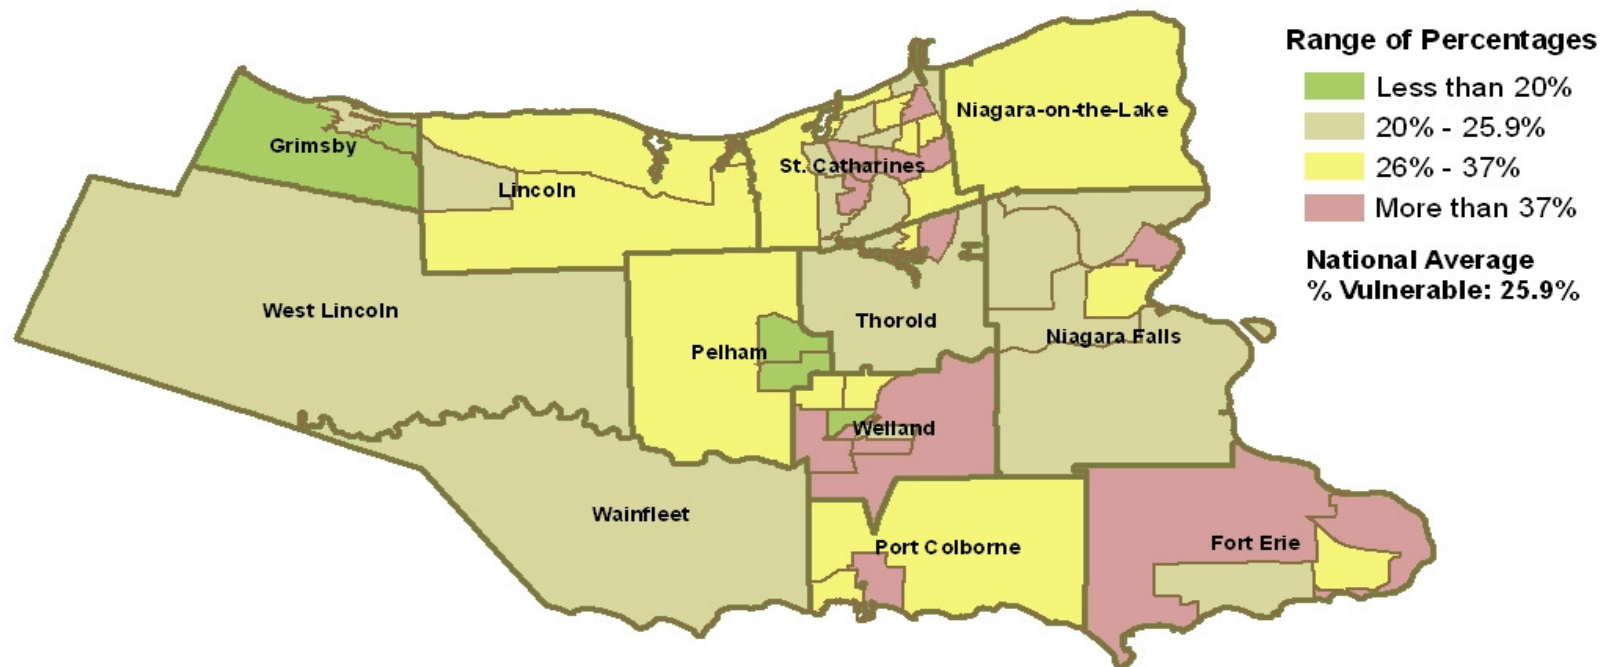 Range of Percentages
Less than 20%
20% - 25.9%
26% - 37%
More than 37%
National Average
% Vulnerable: 25.9%
Niagara-on-the-Lake
Grimsby
St. Catharines
Lincoln
West Lincoln
Thorold
Niagara Falls
Pelham
Welland
Wainfleet
Port Colborne
Fort Erie